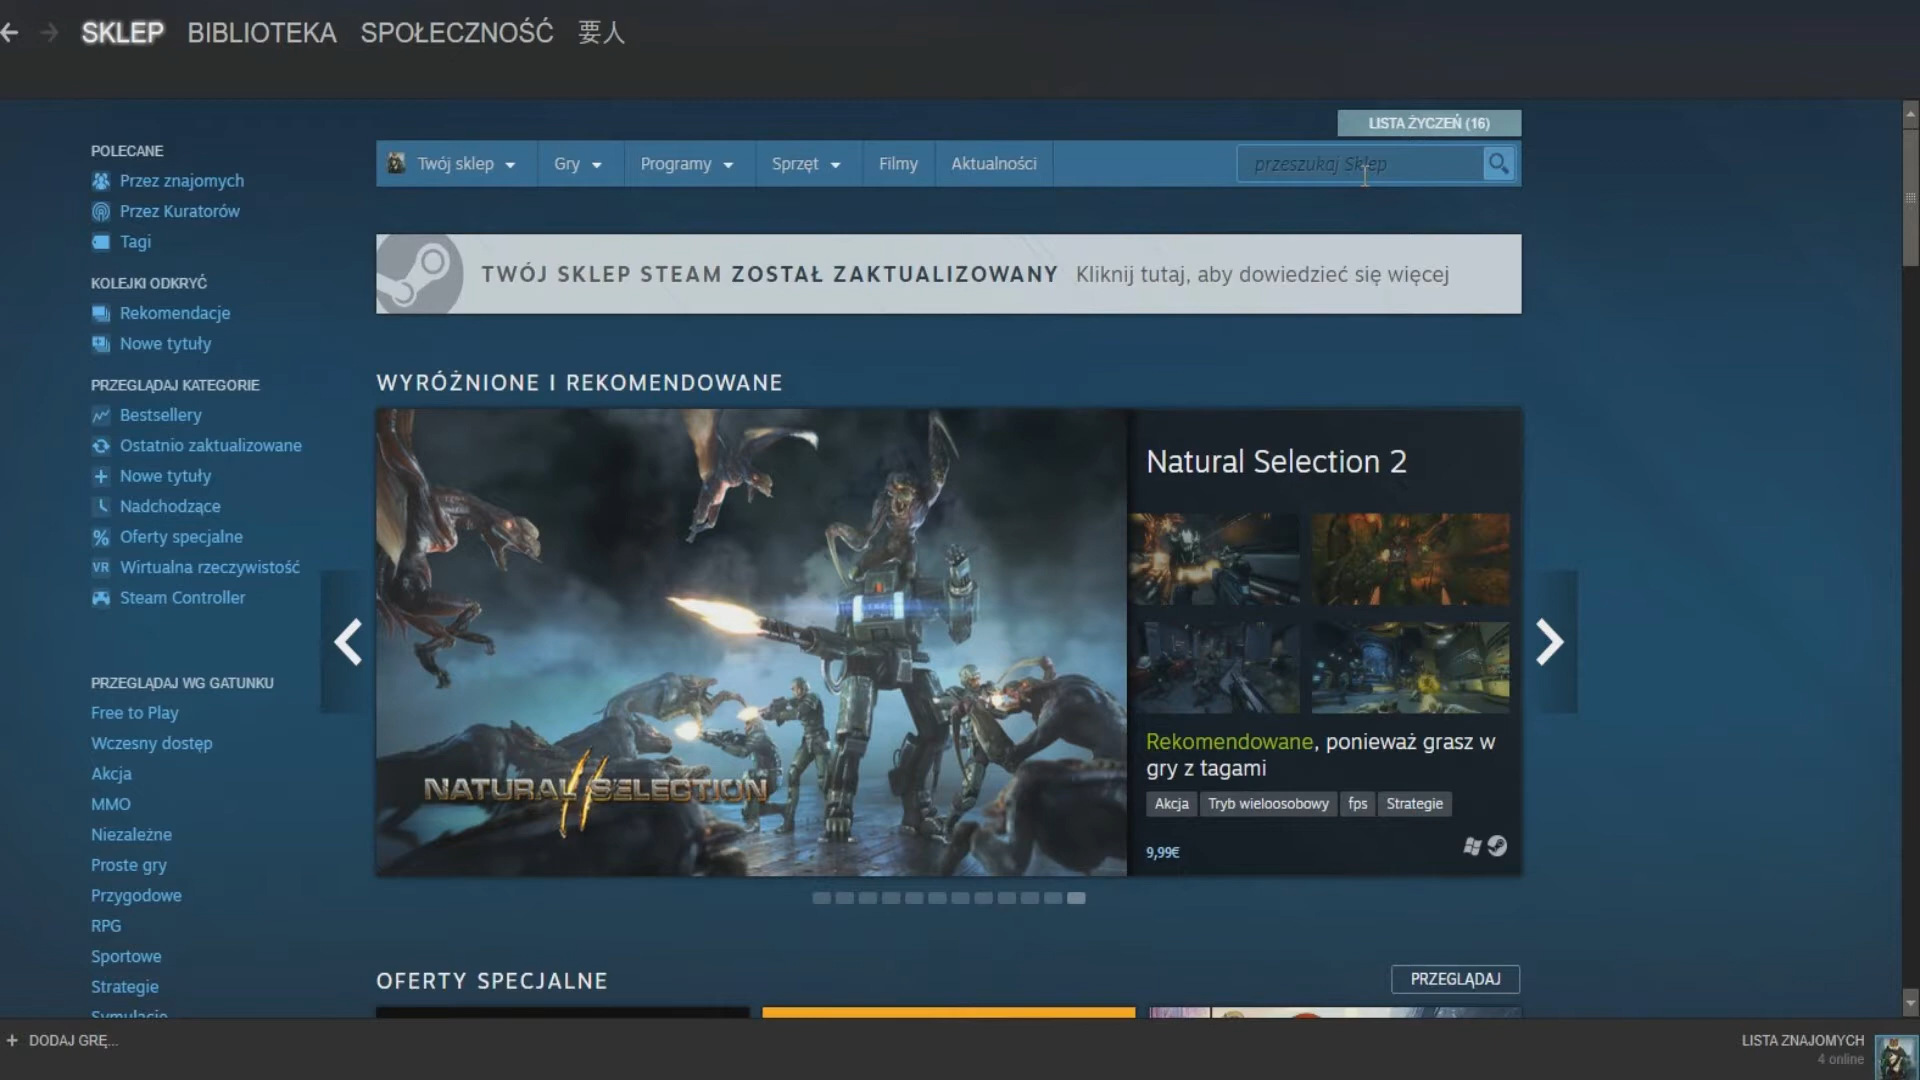 SKLEP BIBLIOTEKA SPOŁECZNOŚĆ 要人
LISTA ŻYCZEŃ (16)
Twój sklep Gry Programy Sprzęt Filmy Aktualności przeszukaj Sklep
POLECANE
Przez znajomych
Przez Kuratorów
Tagi
KOLEJKI ODKRYĆ
Rekomendacje
Nowe tytuły
PRZEGLĄDAJ KATEGORIE
Bestsellery
Ostatnio zaktualizowane
Nowe tytuły
Nadchodzące
% Oferty specjalne
VR Wirtualna rzeczywistość
Steam Controller
PRZEGLĄDAJ WG GATUNKU
Free to Play
Wczesny dostęp
Akcja
MMO
Niezależne
Proste gry
Przygodowe
RPG
Sportowe
Strategie
Symulacje
TWÓJ SKLEP STEAM ZOSTAŁ ZAKTUALIZOWANY Kliknij tutaj, aby dowiedzieć się więcej
WYRÓŻNIONE I REKOMENDOWANE
NATURAL SELECTION II
Natural Selection 2
Rekomendowane, ponieważ grasz w
gry z tagami
Akcja Tryb wieloosobowy fps Strategie
9,99€
OFERTY SPECJALNE PRZEGLĄDAJ
+ DODAJ GRĘ...
LISTA ZNAJOMYCH
4 online